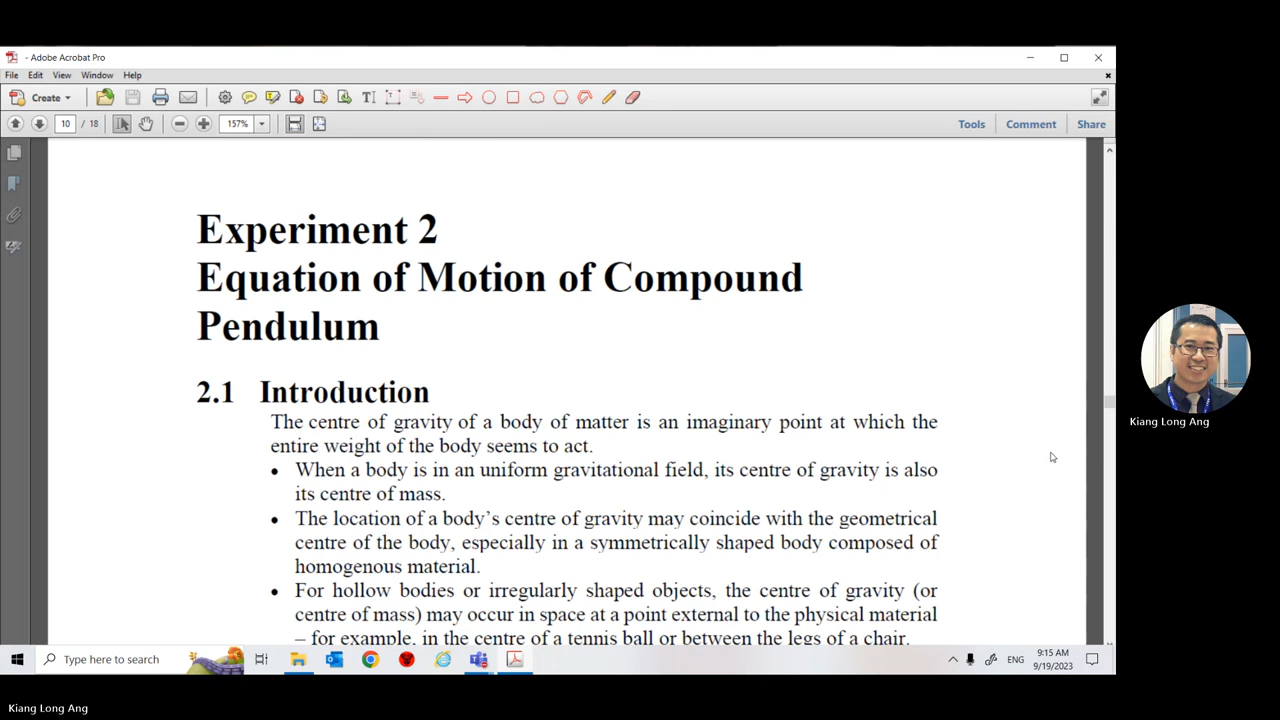 - Adobe Acrobat Pro
File Edit View Window Help
Create
10 / 18 157% Tools Comment Share
Experiment 2
Equation of Motion of Compound
Pendulum
2.1 Introduction
The centre of gravity of a body of matter is an imaginary point at which the
entire weight of the body seems to act.
• When a body is in an uniform gravitational field, its centre of gravity is also
its centre of mass.
• The location of a body's centre of gravity may coincide with the geometrical
centre of the body, especially in a symmetrically shaped body composed of
homogenous material.
• For hollow bodies or irregularly shaped objects, the centre of gravity (or
centre of mass) may occur in space at a point external to the physical material
– for example, in the centre of a tennis ball or between the legs of a chair.
Kiang Long Ang
Type here to search
ENG
9:15 AM
9/19/2023
Kiang Long Ang